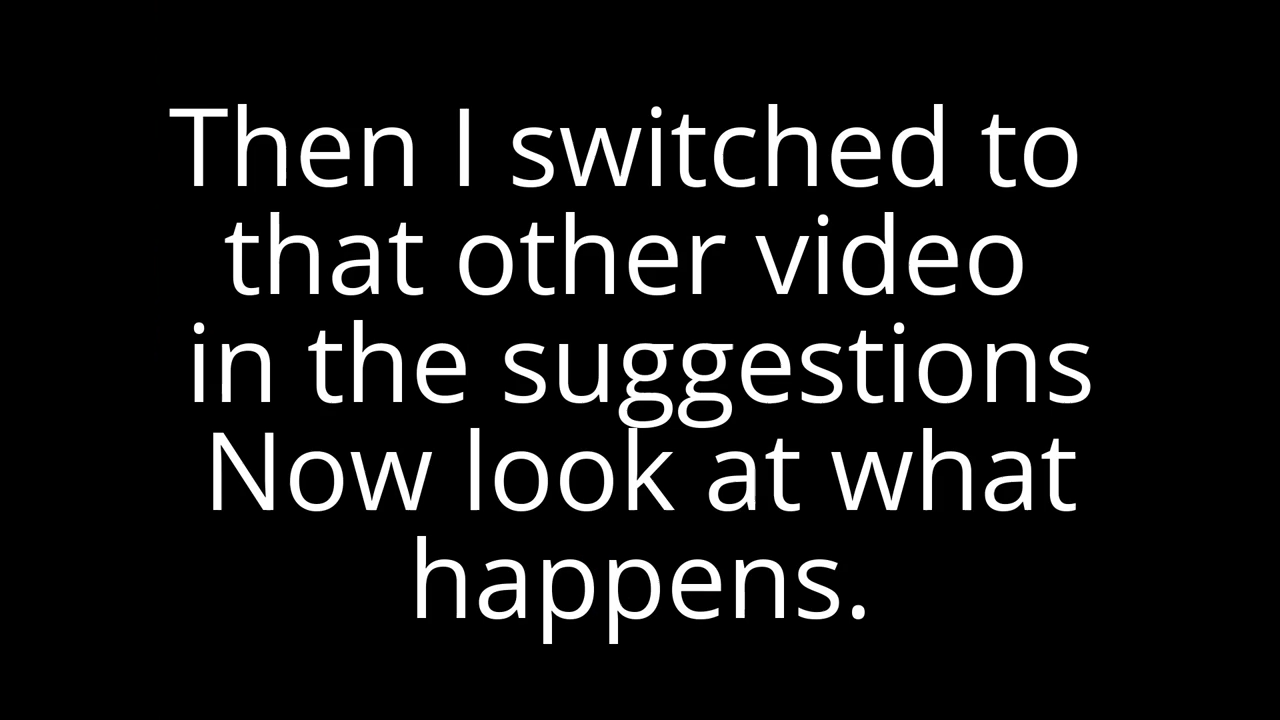 Then I switched to
that other video
in the suggestions
Now look at what
happens.